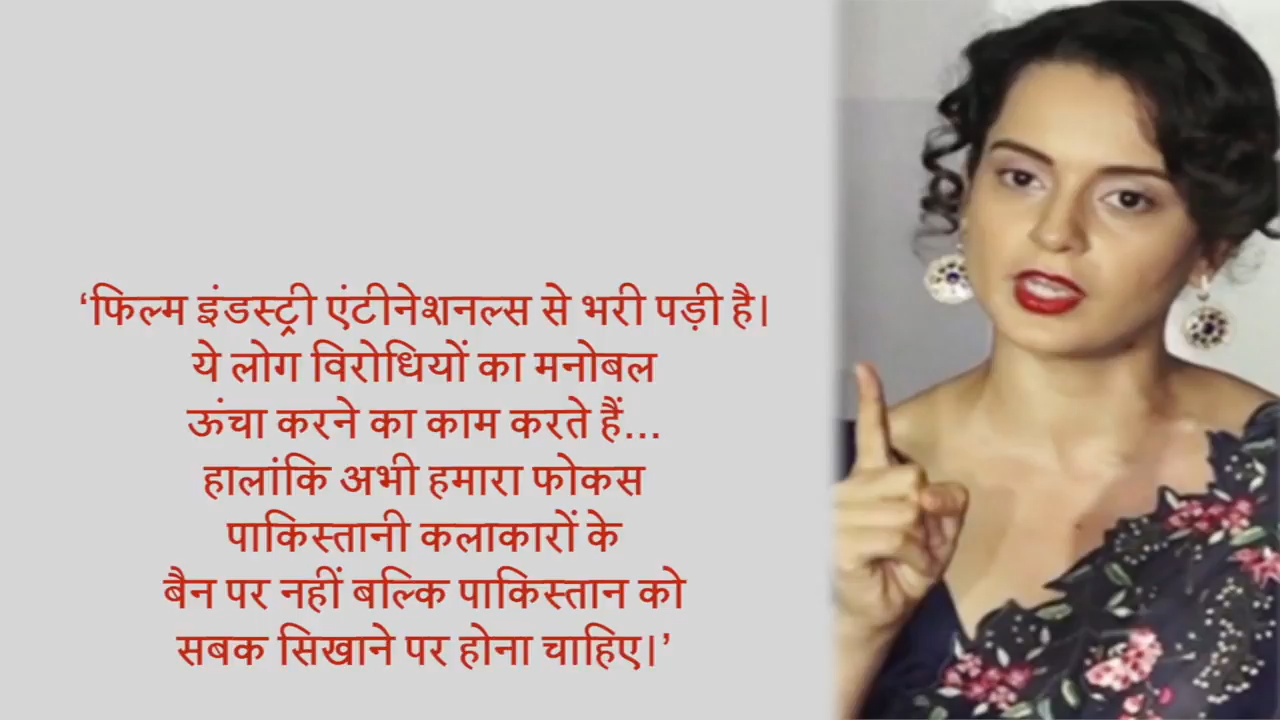 ‘फिल्म इंडस्ट्री एंटीनेशनल्स से भरी पड़ी है।
ये लोग विरोधियों का मनोबल
ऊंचा करने का काम करते हैं...
हालांकि अभी हमारा फोकस
पाकिस्तानी कलाकारों के
बैन पर नहीं बल्कि पाकिस्तान को
सबक सिखाने पर होना चाहिए।’